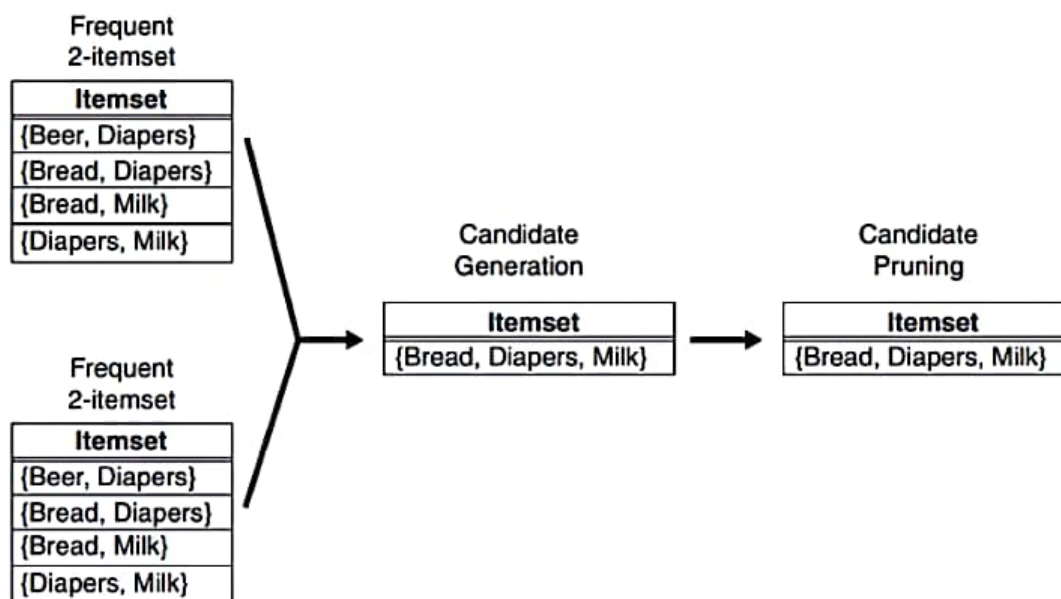 Frequent
2-itemset
Itemset
{Beer, Diapers}
{Bread, Diapers}
{Bread, Milk}
{Diapers, Milk}
Frequent
2-itemset
Itemset
{Beer, Diapers}
{Bread, Diapers}
{Bread, Milk}
{Diapers, Milk}
Candidate
Generation
Itemset
{Bread, Diapers, Milk}
Candidate
Pruning
Itemset
{Bread, Diapers, Milk}